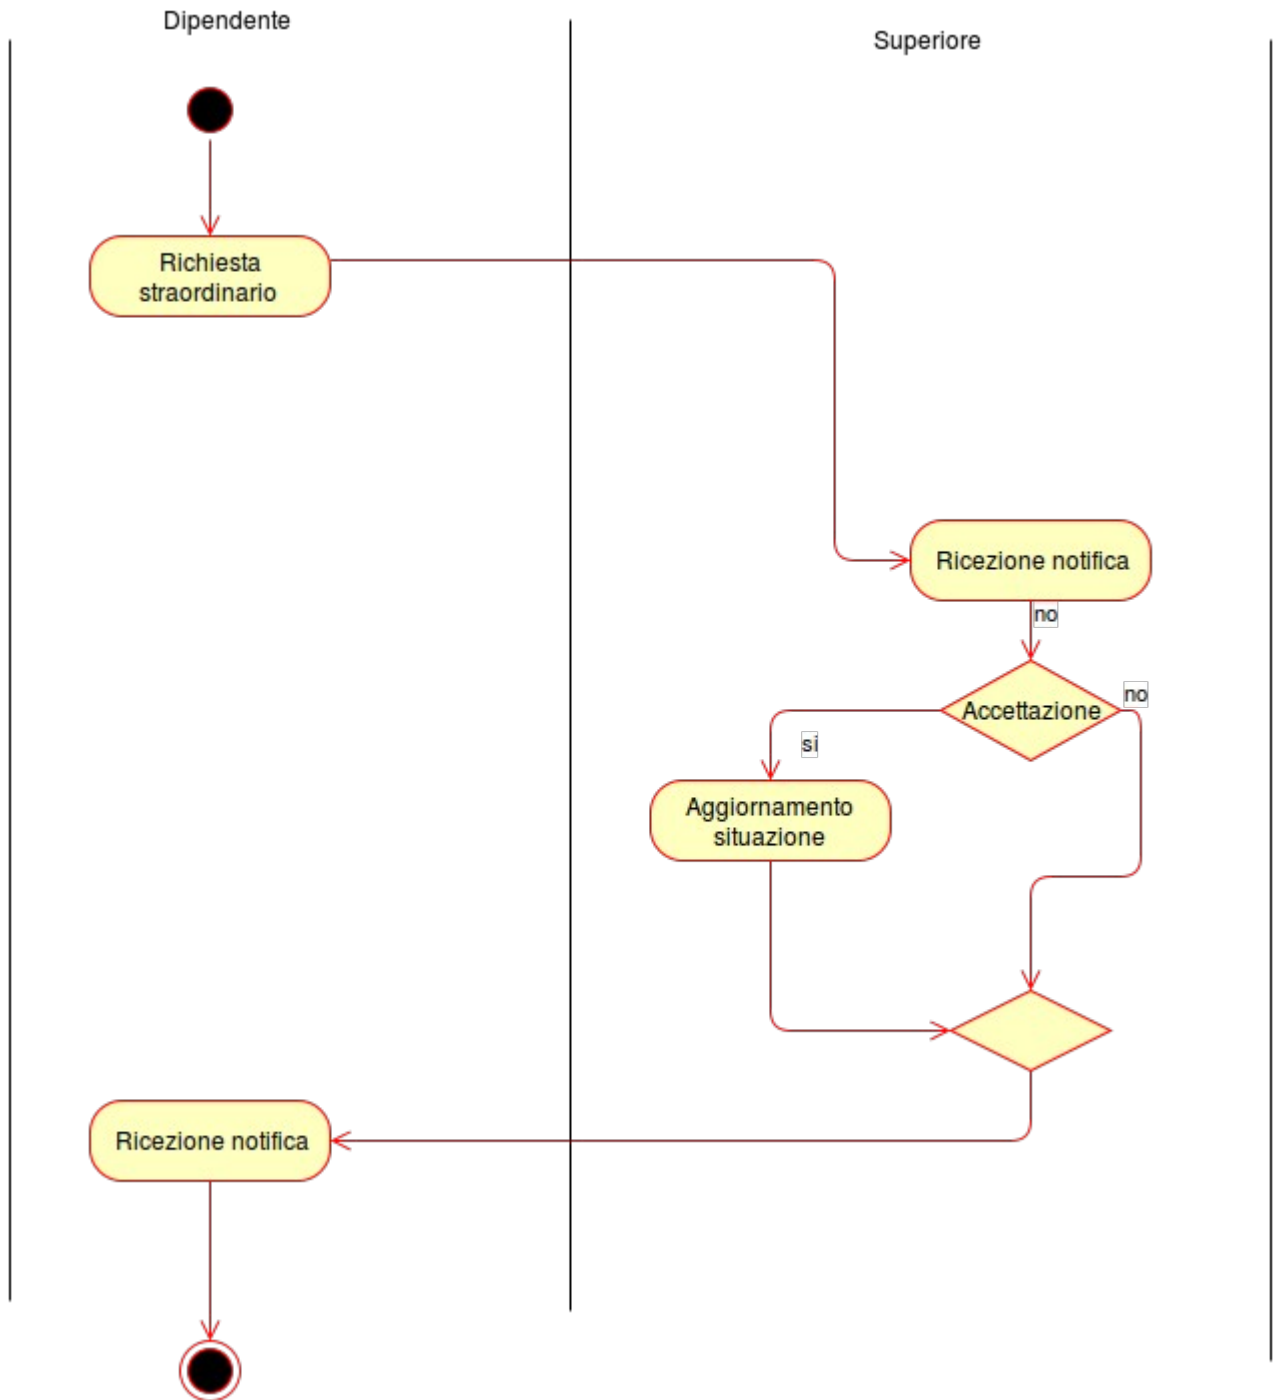 Dipendente
Superiore
Richiesta
straordinario
Ricezione notifica
no
Accettazione
no
si
Aggiornamento
situazione
Ricezione notifica